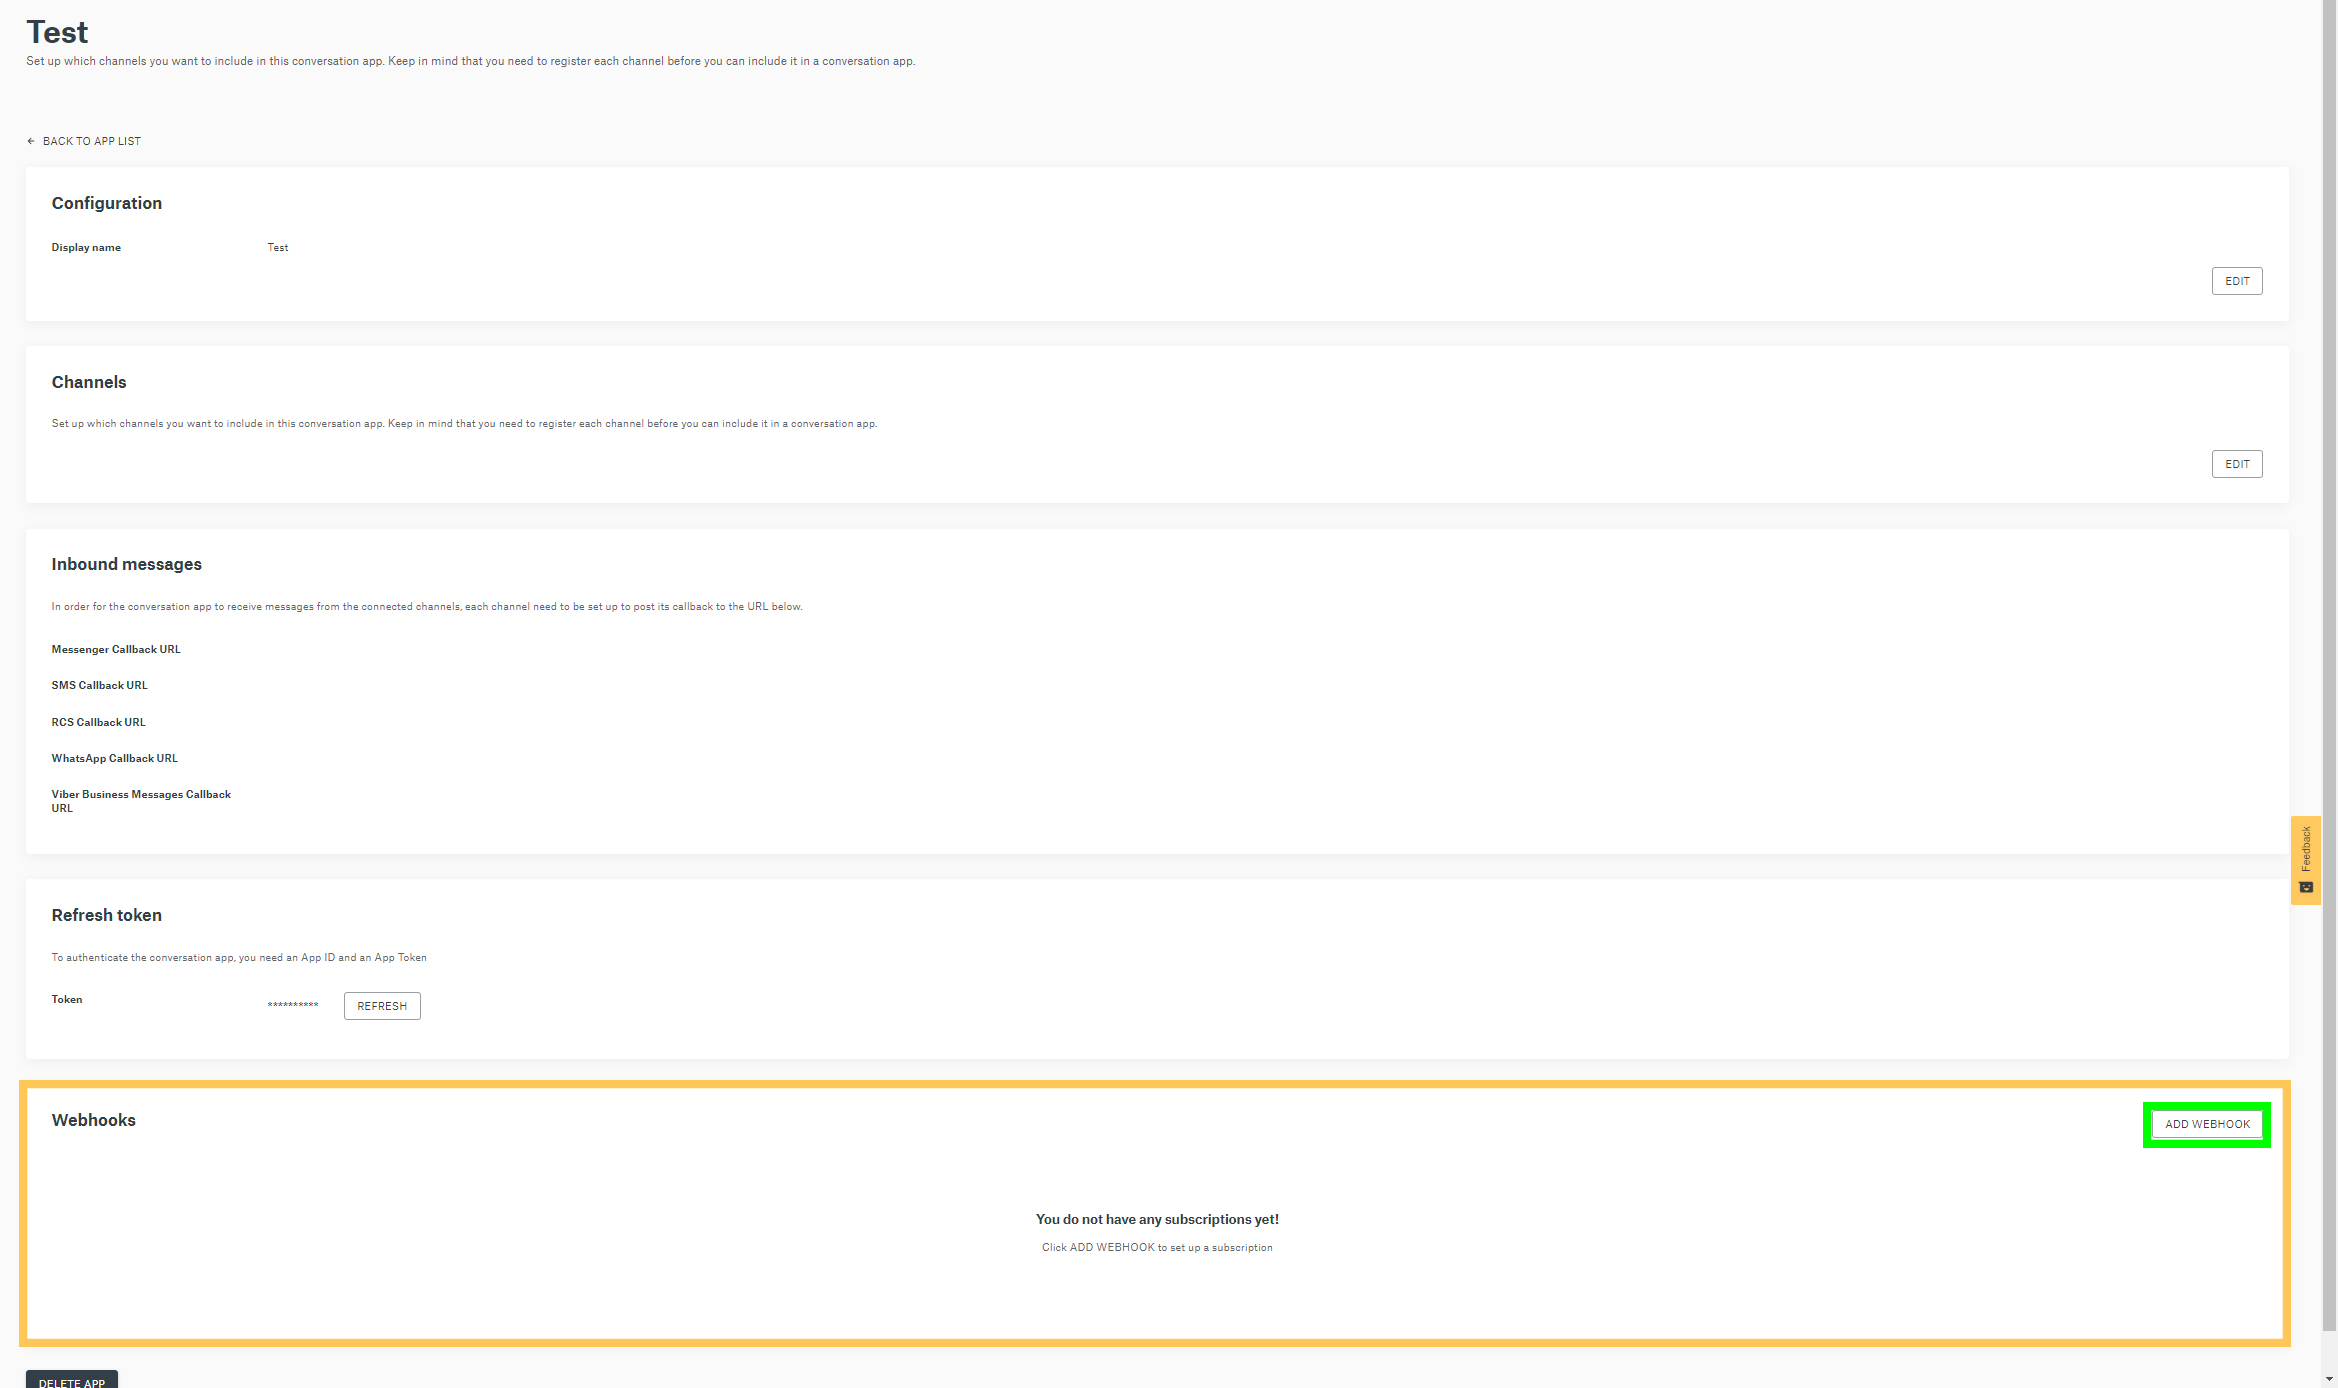 Test
Set up which channels you want to include in this conversation app. Keep in mind that you need to register each channel before you can include it in a conversation app.
BACK TO APP LIST
Configuration
Display name Test
EDIT
Channels
Set up which channels you want to include in this conversation app. Keep in mind that you need to register each channel before you can include it in a conversation app.
EDIT
Inbound messages
In order for the conversation app to receive messages from the connected channels, each channel need to be set up to post its callback to the URL below.
Messenger Callback URL
SMS Callback URL
RCS Callback URL
WhatsApp Callback URL
Viber Business Messages Callback
URL
Feedback
Refresh token
To authenticate the conversation app, you need an App ID and an App Token
Token ********** REFRESH
Webhooks
ADD WEBHOOK
You do not have any subscriptions yet!
Click ADD WEBHOOK to set up a subscription
DELETE APP